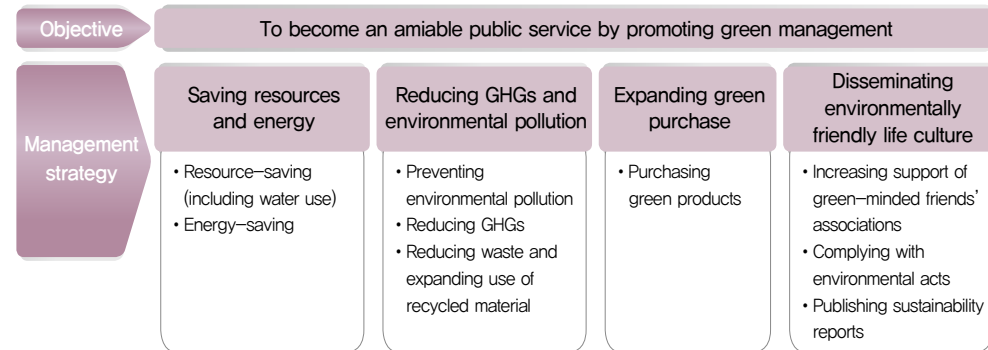 Objective
To become an amiable public service by promoting green management
Management
strategy
Saving resources
and energy
• Resource-saving
(including water use)
• Energy-saving
Reducing GHGs and
environmental pollution
• Preventing
environmental pollution
• Reducing GHGs
• Reducing waste and
expanding use of
recycled material
Expanding green
purchase
• Purchasing
green products
Disseminating
environmentally
friendly life culture
• Increasing support of
green-minded friends'
associations
• Complying with
environmental acts
• Publishing sustainability
reports